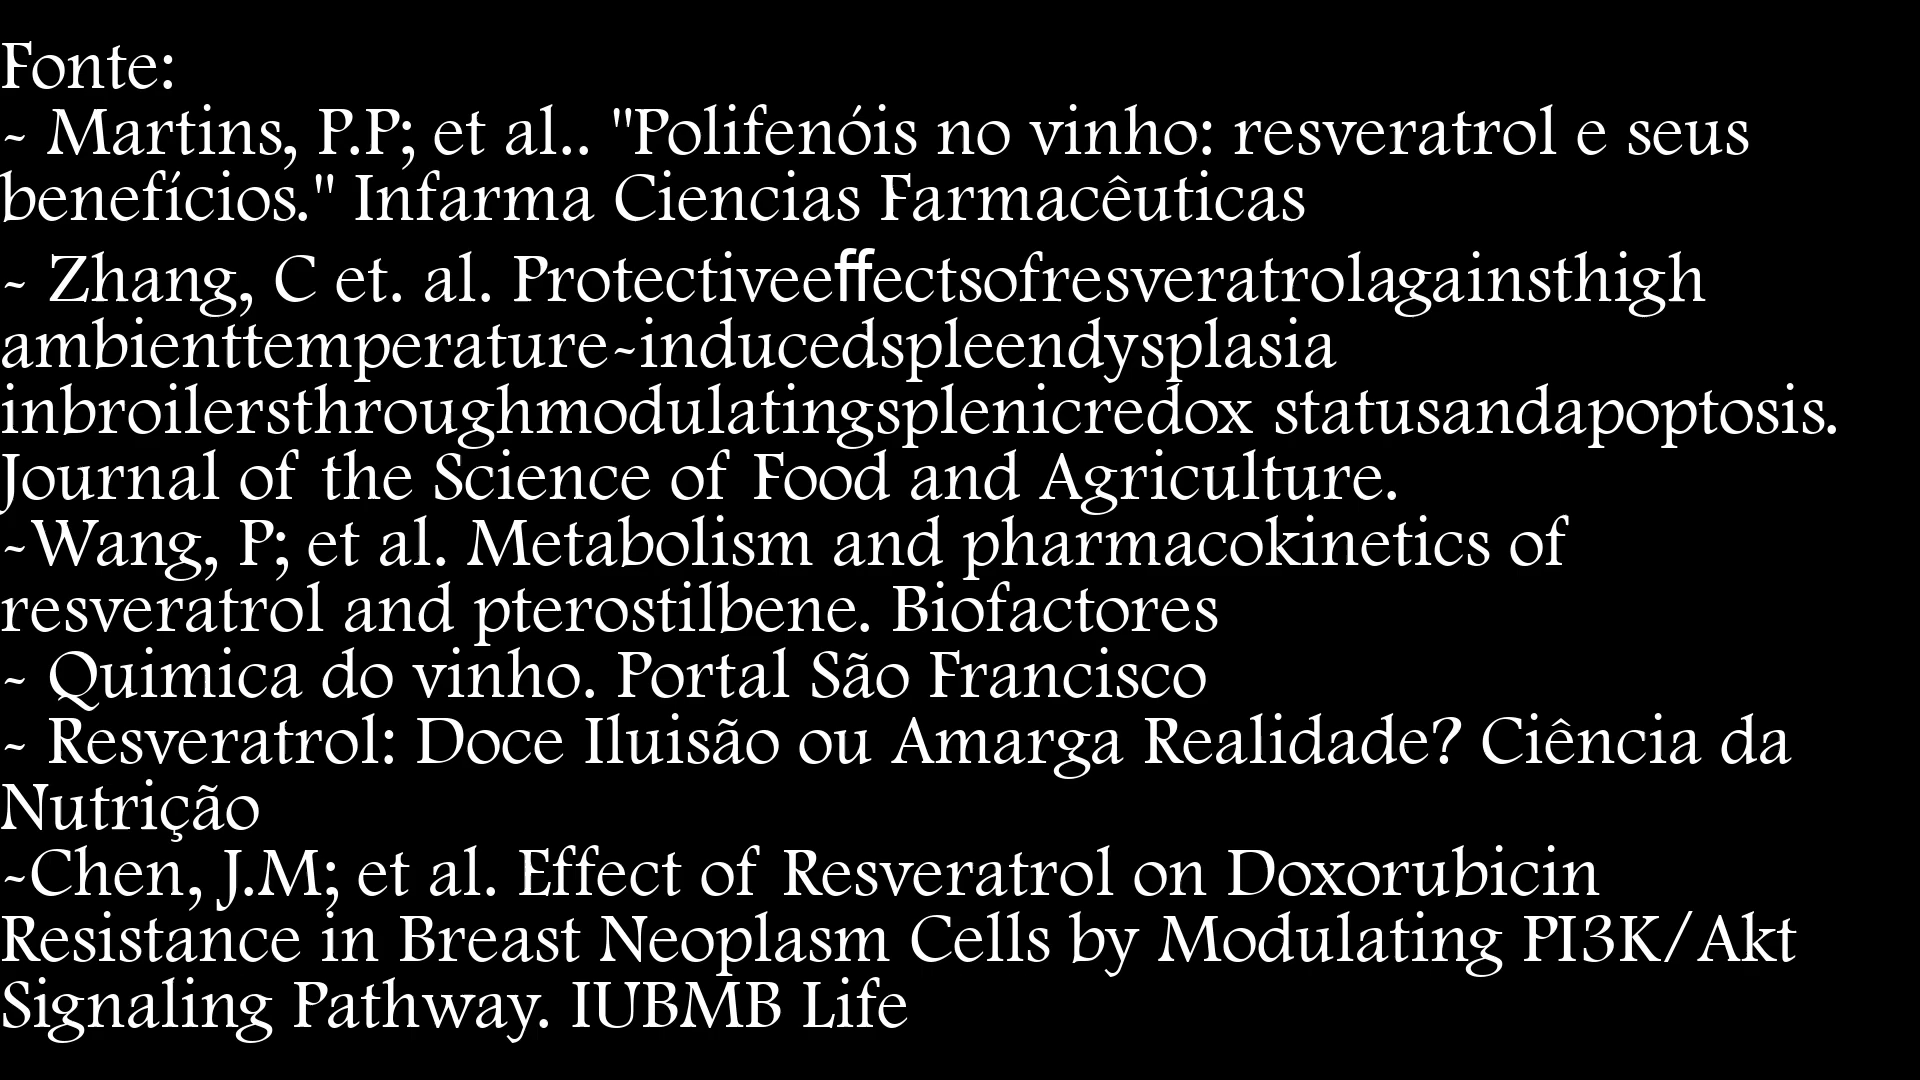 Fonte:
- Martins, P.P; et al.. "Polifenóis no vinho: resveratrol e seus
benefícios." Infarma Ciencias Farmacêuticas
- Zhang, C et. al. Protectiveeﬀectsofresveratrolagainsthigh
ambienttemperature-inducedspleendysplasia
inbroilersthroughmodulatingsplenicredox statusandapoptosis.
Journal of the Science of Food and Agriculture.
-Wang, P; et al. Metabolism and pharmacokinetics of
resveratrol and pterostilbene. Biofactores
- Quimica do vinho. Portal São Francisco
- Resveratrol: Doce Iluisão ou Amarga Realidade? Ciência da
Nutrição
-Chen, J.M; et al. Effect of Resveratrol on Doxorubicin
Resistance in Breast Neoplasm Cells by Modulating PI3K/Akt
Signaling Pathway. IUBMB Life